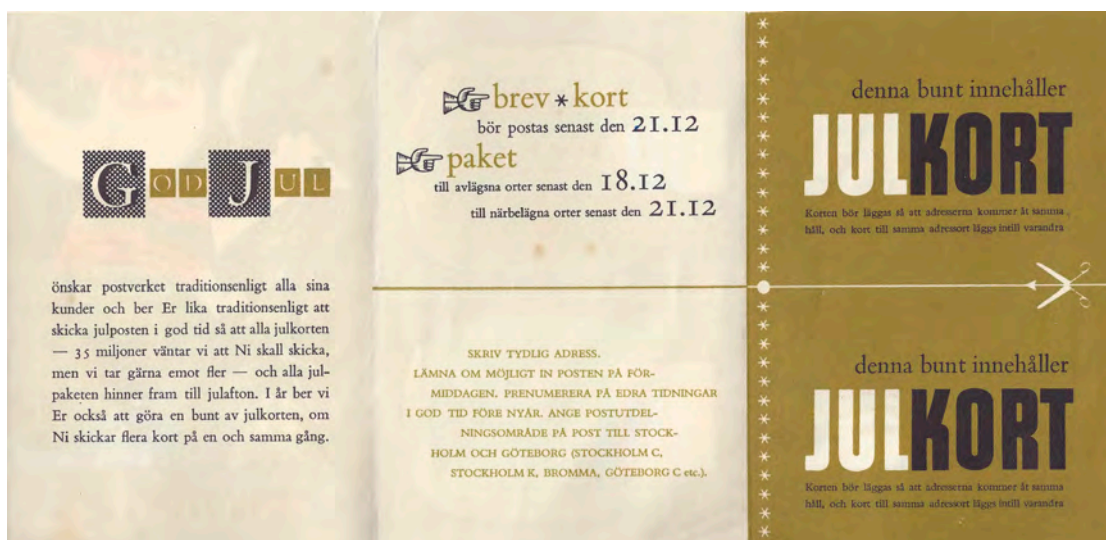 GOD JUL
önskar postverket traditionsenligt alla sina
kunder och ber Er lika traditionsenligt att
skicka julposten i god tid så att alla julkorten
— 35 miljoner väntar vi att Ni skall skicka,
men vi tar gärna emot fler — och alla jul-
paketen hinner fram till julafton. I år ber vi
Er också att göra en bunt av julkorten, om
Ni skickar flera kort på en och samma gång.
brev * kort
bör postas senast den 21.12
paket
till avlägsna orter senast den 18.12
till närbelägna orter senast den 21.12
SKRIV TYDLIG ADRESS.
LÄMNA OM MÖJLIGT IN POSTEN PÅ FÖR-
MIDDAGEN. PRENUMERERA PÅ EDRA TIDNINGAR
I GOD TID FÖRE NYÅR. ANGE POSTUTDEL-
NINGSOMRÅDE PÅ POST TILL STOCK-
HOLM OCH GÖTEBORG (STOCKHOLM C,
STOCKHOLM K, BROMMA, GÖTEBORG C etc.).
denna bunt innehåller
JULKORT
Korten bör läggas så att adresserna kommer åt samma
håll, och kort till samma adressort läggs intill varandra
denna bunt innehåller
JULKORT
Korten bör läggas så att adresserna kommer åt samma
håll, och kort till samma adressort läggs intill varandra